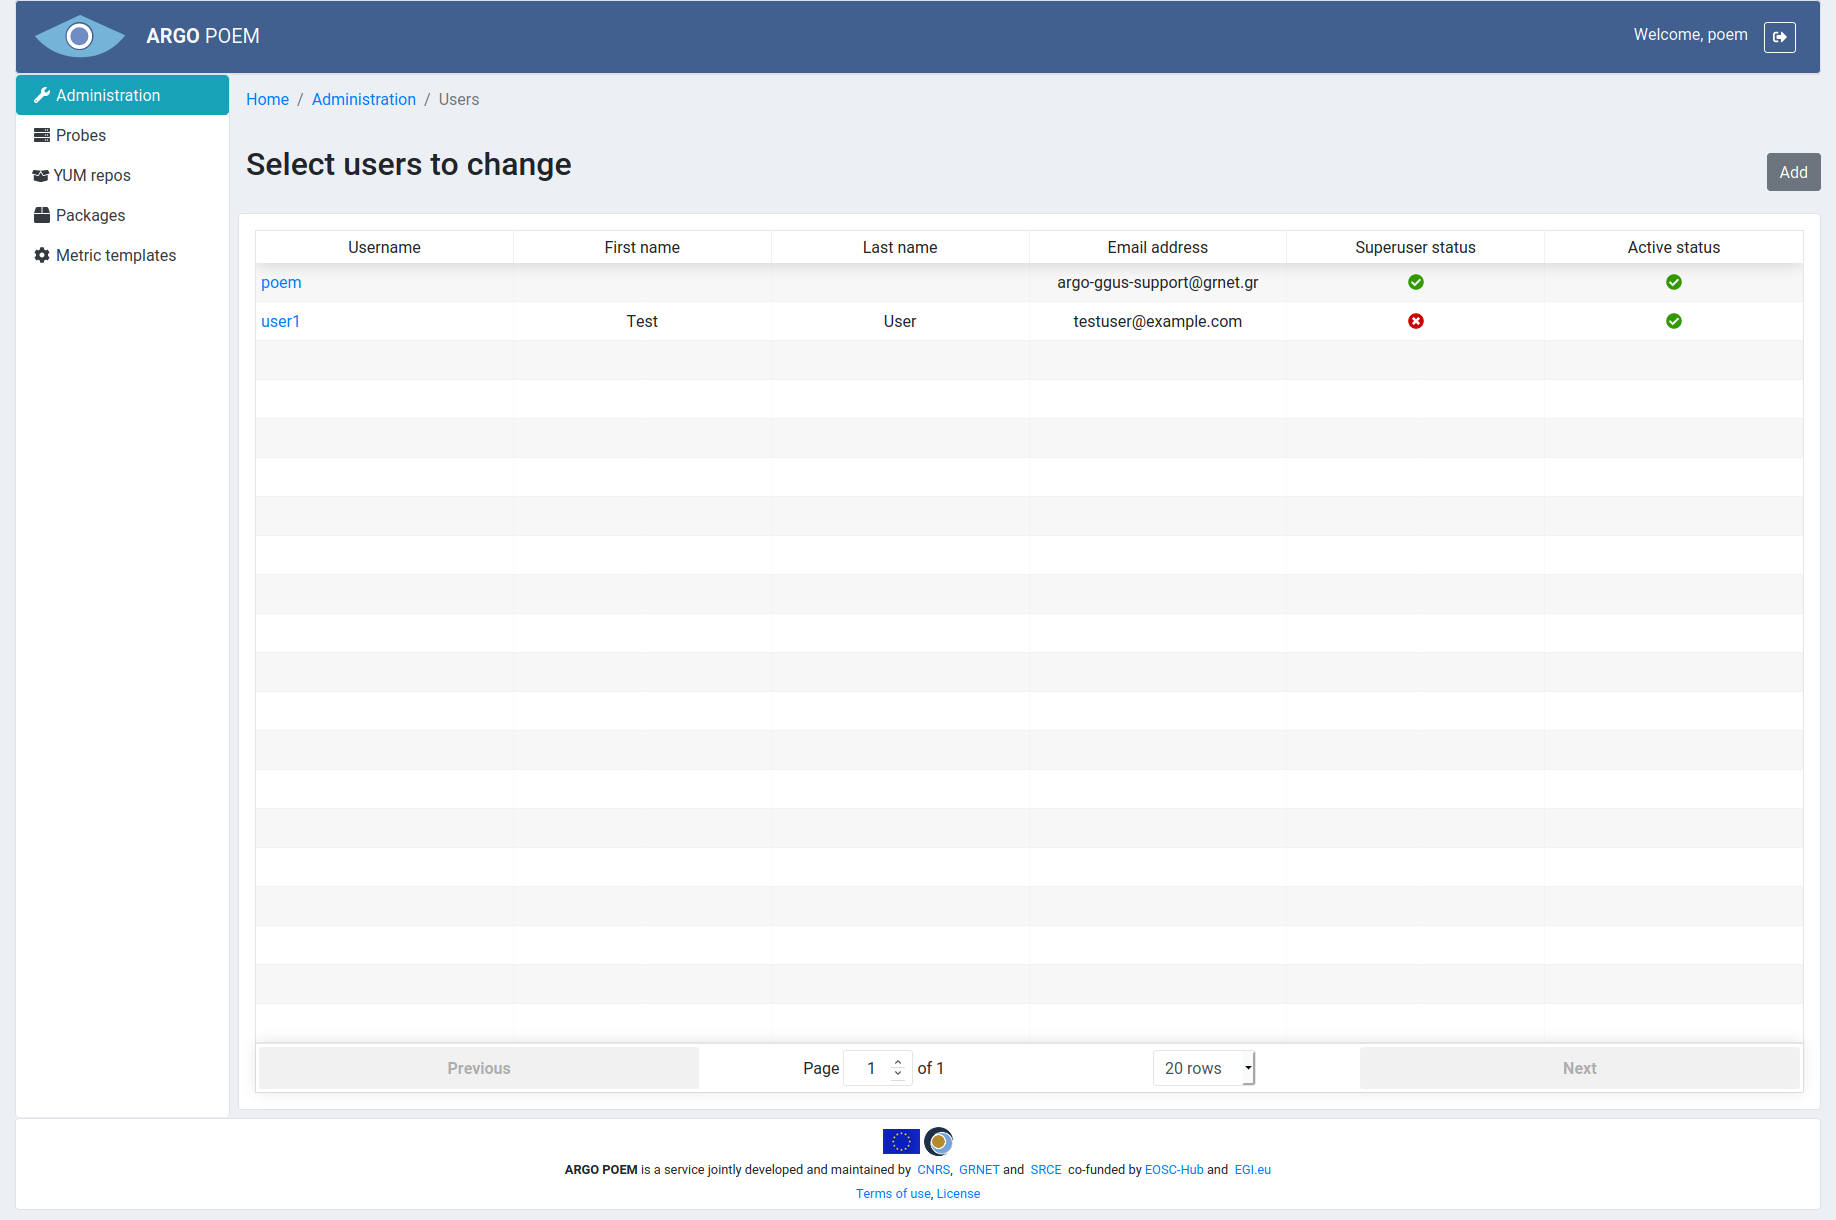 ARGO POEM
Welcome, poem
Administration
Probes
YUM repos
Packages
Metric templates
Home / Administration / Users
Select users to change
Add
Username First name Last name Email address Superuser status Active status
poem argo-ggus-support@grnet.gr
user1 Test User testuser@example.com
Previous Page 1 of 1 20 rows Next
ARGO POEM is a service jointly developed and maintained by CNRS, GRNET and SRCE co-funded by EOSC-Hub and EGI.eu
Terms of use, License